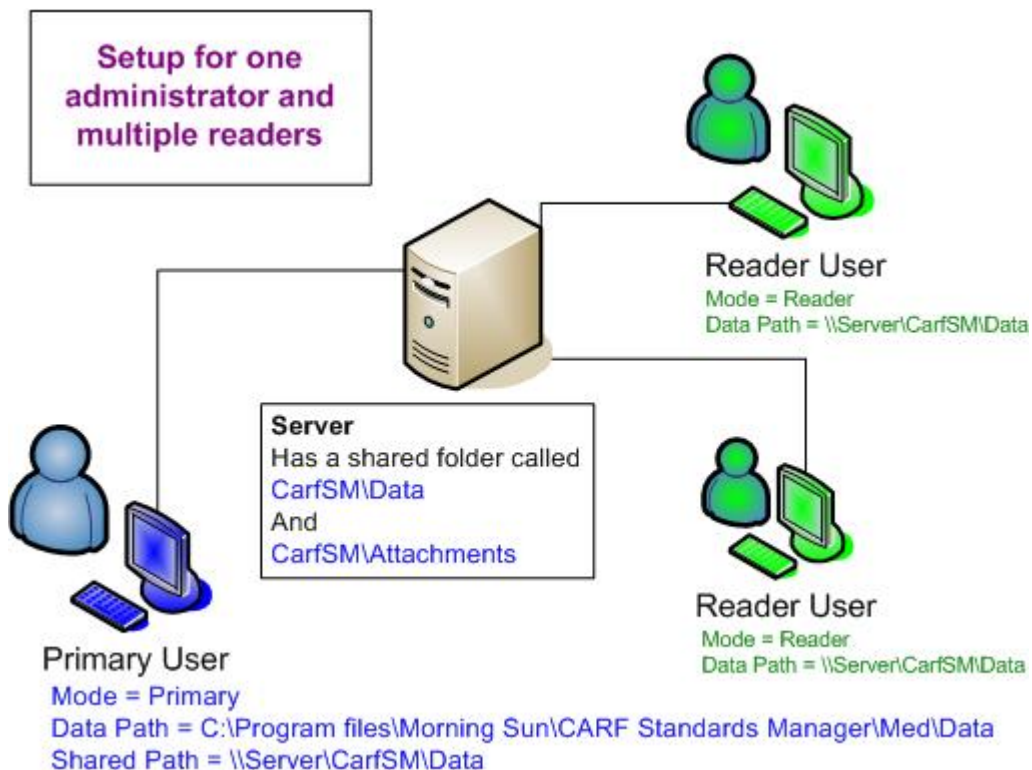 Setup for one
administrator and
multiple readers
Reader User
Mode = Reader
Data Path = \\Server\CarfSM\Data
Server
Has a shared folder called
CarfSM\Data
And
CarfSM\Attachments
Reader User
Mode = Reader
Data Path = \\Server\CarfSM\Data
Primary User
Mode = Primary
Data Path = C:\Program files\Morning Sun\CARF Standards Manager\Med\Data
Shared Path = \\Server\CarfSM\Data